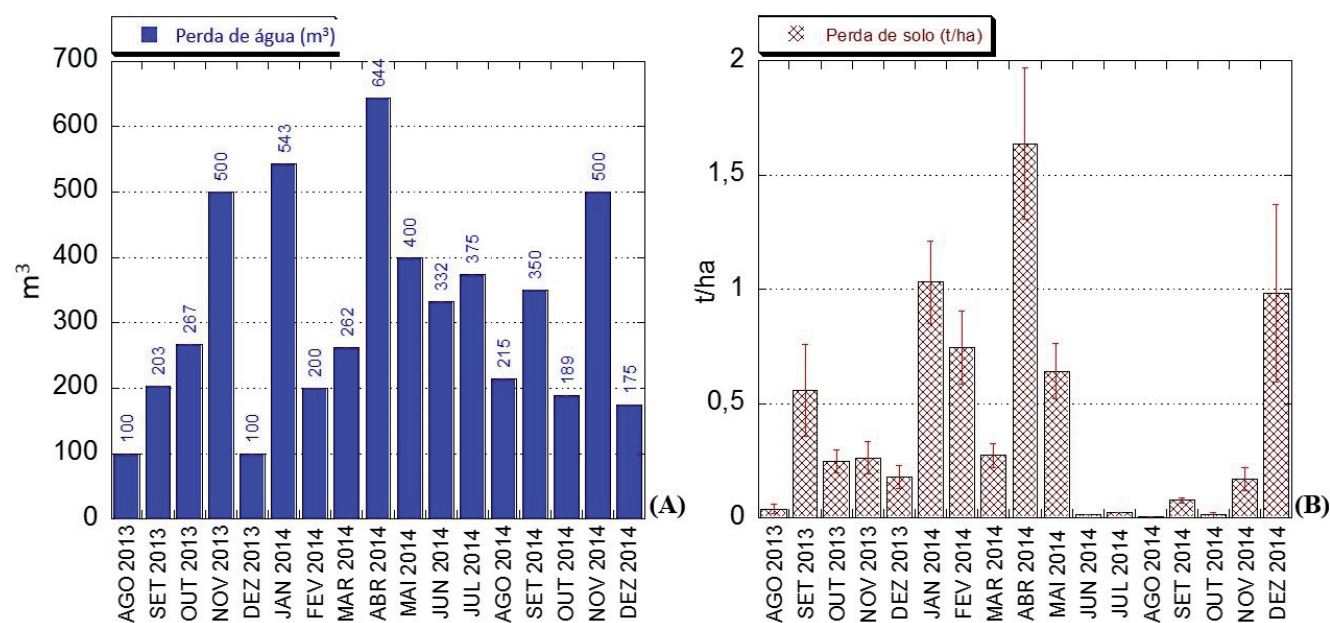 Perda de água (m³)
700
600
500
400
300
200
100
0
m³
100
203
267
500
100
543
200
262
644
400
332
375
215
350
189
500
175
AGO 2013
SET 2013
OUT 2013
NOV 2013
DEZ 2013
JAN 2014
FEV 2014
MAR 2014
ABR 2014
MAI 2014
JUN 2014
JUL 2014
AGO 2014
SET 2014
OUT 2014
NOV 2014
DEZ 2014
(A)
Perda de solo (t/ha)
2
1,5
1
0,5
0
t/ha
AGO 2013
SET 2013
OUT 2013
NOV 2013
DEZ 2013
JAN 2014
FEV 2014
MAR 2014
ABR 2014
MAI 2014
JUN 2014
JUL 2014
AGO 2014
SET 2014
OUT 2014
NOV 2014
DEZ 2014
(B)